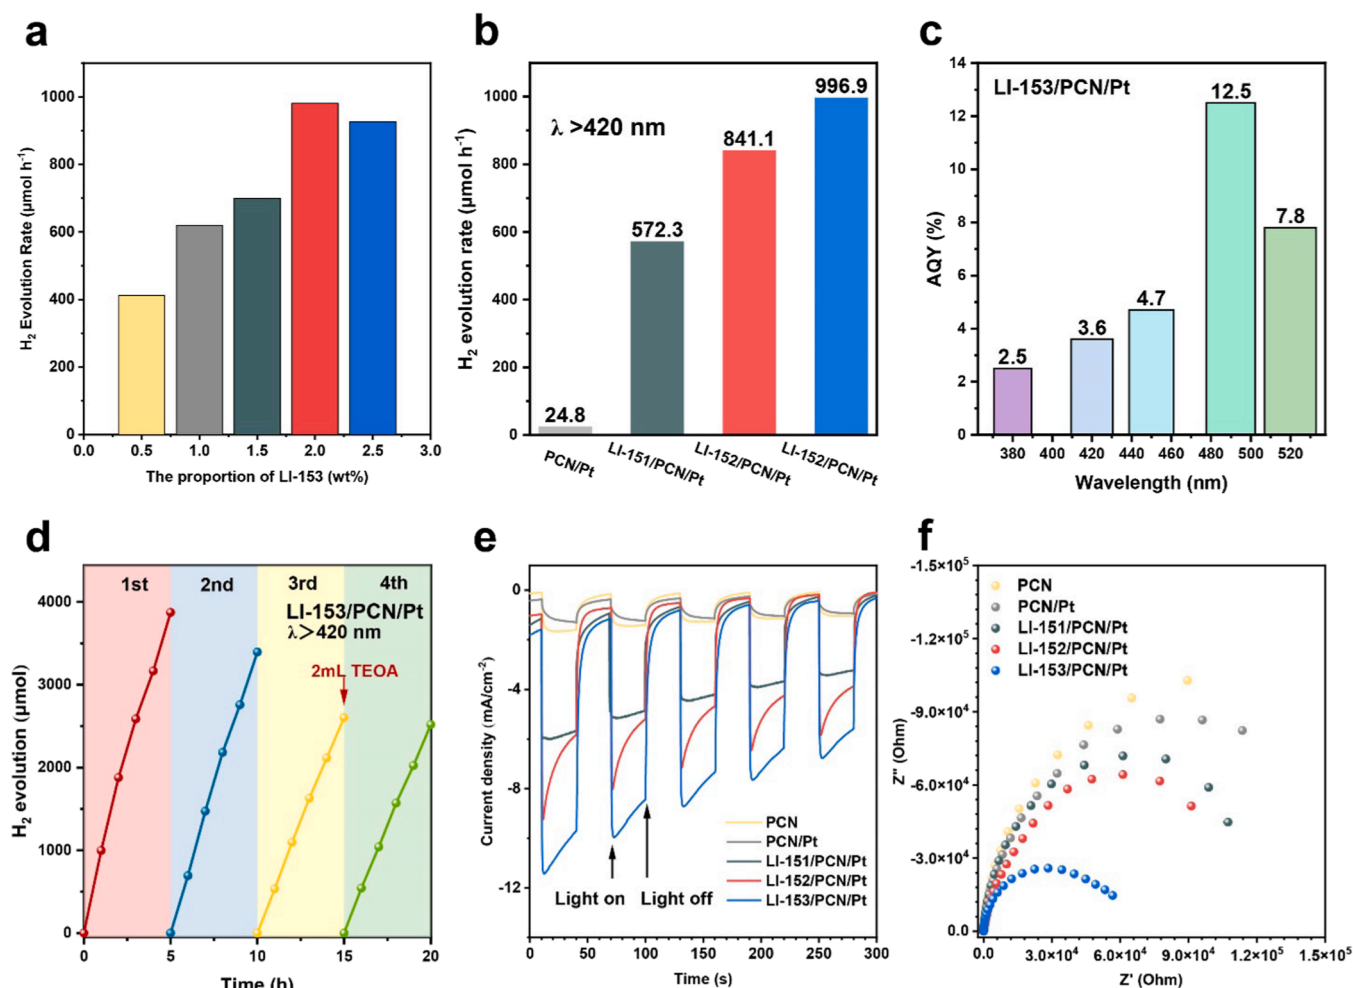 a
H₂ Evolution Rate (μmol h⁻¹)
1000
800
600
400
200
0
0.0 0.5 1.0 1.5 2.0 2.5 3.0
The proportion of LI-153 (wt%)
b
H₂ evolution rate (μmol h⁻¹)
1000
800
600
400
200
0
λ >420 nm
24.8
572.3
841.1
996.9
PCN/Pt
LI-151/PCN/Pt
LI-152/PCN/Pt
LI-152/PCN/Pt
c
AQY (%)
14
12
10
8
6
4
2
0
LI-153/PCN/Pt
2.5
3.6
4.7
12.5
7.8
380 400 420 440 460 480 500 520
Wavelength (nm)
d
H₂ evolution (μmol)
4000
3000
2000
1000
0
1st 2nd 3rd 4th
LI-153/PCN/Pt
λ>420 nm
2mL TEOA
0 5 10 15 20
Time (h)
e
Current density (mA/cm⁻²)
0
-4
-8
-12
Light on
Light off
PCN
PCN/Pt
LI-151/PCN/Pt
LI-152/PCN/Pt
LI-153/PCN/Pt
0 50 100 150 200 250 300
Time (s)
f
Z'' (Ohm)
-1.5×10⁵
-1.2×10⁵
-9.0×10⁴
-6.0×10⁴
-3.0×10⁴
0.0
PCN
PCN/Pt
LI-151/PCN/Pt
LI-152/PCN/Pt
LI-153/PCN/Pt
0.0 3.0×10⁴ 6.0×10⁴ 9.0×10⁴ 1.2×10⁵ 1.5×10⁵
Z' (Ohm)